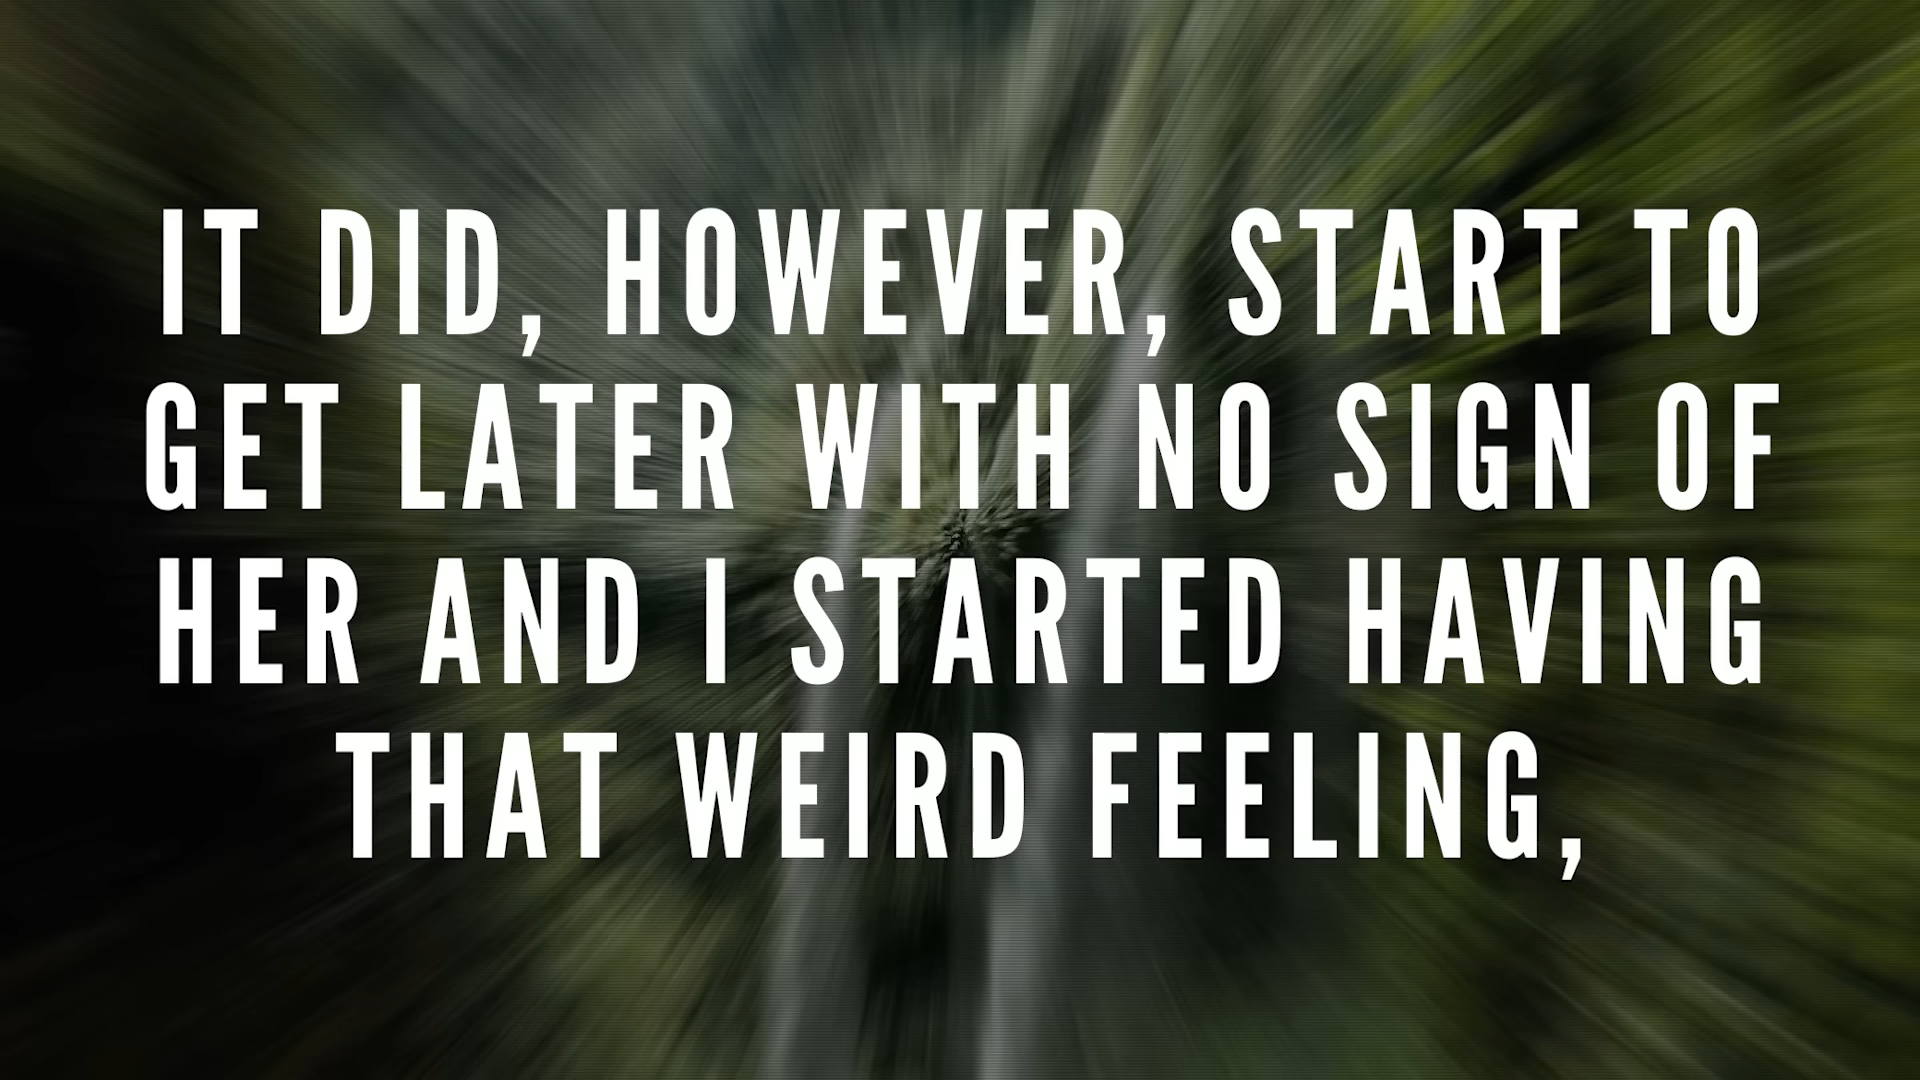 IT DID, HOWEVER, START TO
GET LATER WITH NO SIGN OF
HER AND I STARTED HAVING
THAT WEIRD FEELING,